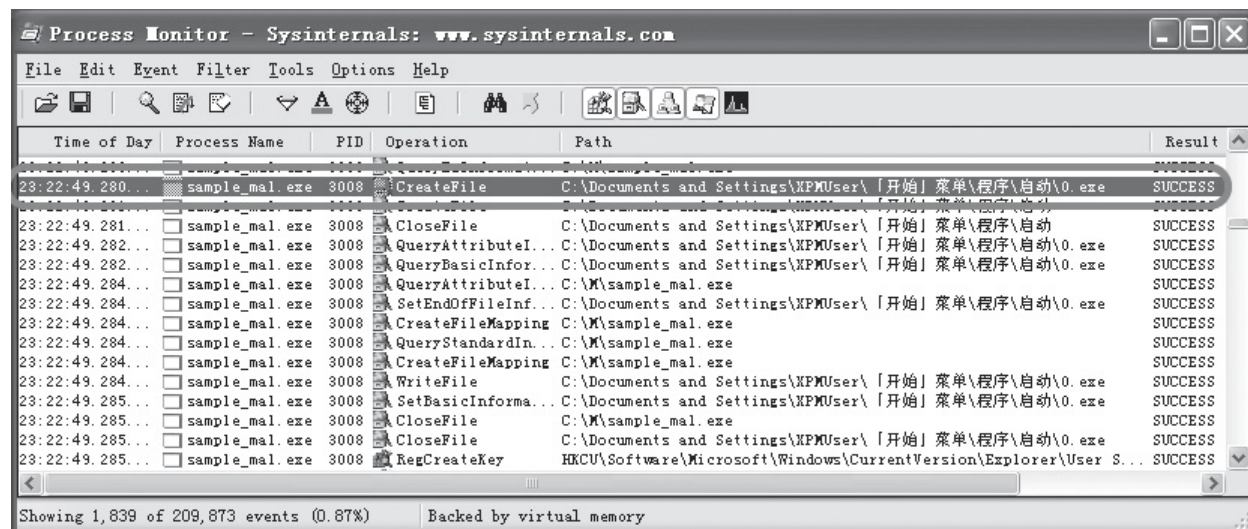 Process Monitor - Sysinternals: www.sysinternals.com
File Edit Event Filter Tools Options Help
Time of Day Process Name PID Operation Path Result
23:22:49.280... sample_mal.exe 3008 CreateFile C:\Documents and Settings\XPMUser\「开始」菜单\程序\启动\0.exe SUCCESS
23:22:49.281... sample_mal.exe 3008 CloseFile C:\Documents and Settings\XPMUser\「开始」菜单\程序\启动 SUCCESS
23:22:49.282... sample_mal.exe 3008 QueryAttributeI... C:\Documents and Settings\XPMUser\「开始」菜单\程序\启动\0.exe SUCCESS
23:22:49.282... sample_mal.exe 3008 QueryBasicInfor... C:\Documents and Settings\XPMUser\「开始」菜单\程序\启动\0.exe SUCCESS
23:22:49.284... sample_mal.exe 3008 QueryAttributeI... C:\M\sample_mal.exe SUCCESS
23:22:49.284... sample_mal.exe 3008 SetEndOfFileInf... C:\Documents and Settings\XPMUser\「开始」菜单\程序\启动\0.exe SUCCESS
23:22:49.284... sample_mal.exe 3008 CreateFileMapping C:\M\sample_mal.exe SUCCESS
23:22:49.284... sample_mal.exe 3008 QueryStandardIn... C:\M\sample_mal.exe SUCCESS
23:22:49.284... sample_mal.exe 3008 CreateFileMapping C:\M\sample_mal.exe SUCCESS
23:22:49.284... sample_mal.exe 3008 WriteFile C:\Documents and Settings\XPMUser\「开始」菜单\程序\启动\0.exe SUCCESS
23:22:49.285... sample_mal.exe 3008 SetBasicInforma... C:\Documents and Settings\XPMUser\「开始」菜单\程序\启动\0.exe SUCCESS
23:22:49.285... sample_mal.exe 3008 CloseFile C:\M\sample_mal.exe SUCCESS
23:22:49.285... sample_mal.exe 3008 CloseFile C:\Documents and Settings\XPMUser\「开始」菜单\程序\启动\0.exe SUCCESS
23:22:49.285... sample_mal.exe 3008 RegCreateKey HKCU\Software\Microsoft\Windows\CurrentVersion\Explorer\User S... SUCCESS
Showing 1,839 of 209,873 events (0.87%) Backed by virtual memory